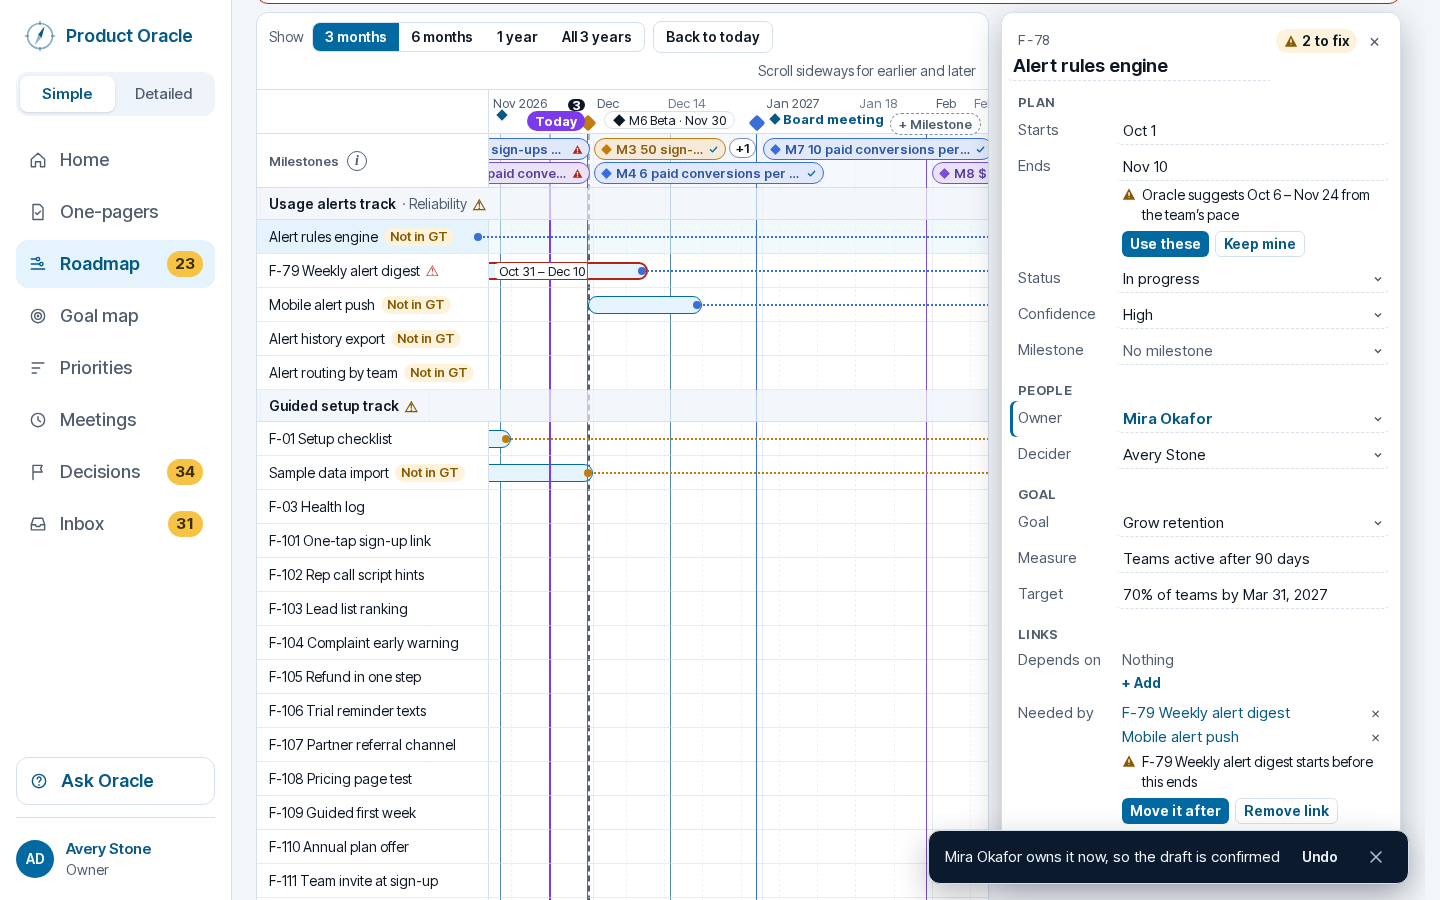 Product Oracle
Simple
Detailed
Home
One-pagers
Roadmap
23
Goal map
Priorities
Meetings
Decisions
34
Inbox
31
Ask Oracle
AD
Avery Stone
Owner
Show
3 months
6 months
1 year
All 3 years
Back to today
Scroll sideways for earlier and later
Nov 2026
3
Dec
Dec 14
Jan 2027
Jan 18
Feb
Today
M6 Beta · Nov 30
Board meeting
+ Milestone
Milestones
i
sign-ups ...
M3 50 sign-...
+1
M7 10 paid conversions per...
paid conve...
M4 6 paid conversions per ...
M8 $
Usage alerts track · Reliability
Alert rules engine
Not in GT
F-79 Weekly alert digest
Oct 31 – Dec 10
Mobile alert push
Not in GT
Alert history export
Not in GT
Alert routing by team
Not in GT
Guided setup track
F-01 Setup checklist
Sample data import
Not in GT
F-03 Health log
F-101 One-tap sign-up link
F-102 Rep call script hints
F-103 Lead list ranking
F-104 Complaint early warning
F-105 Refund in one step
F-106 Trial reminder texts
F-107 Partner referral channel
F-108 Pricing page test
F-109 Guided first week
F-110 Annual plan offer
F-111 Team invite at sign-up
F-78
2 to fix
Alert rules engine
PLAN
Starts
Oct 1
Ends
Nov 10
Oracle suggests Oct 6 – Nov 24 from
the team's pace
Use these
Keep mine
Status
In progress
Confidence
High
Milestone
No milestone
PEOPLE
Owner
Mira Okafor
Decider
Avery Stone
GOAL
Goal
Grow retention
Measure
Teams active after 90 days
Target
70% of teams by Mar 31, 2027
LINKS
Depends on
Nothing
+ Add
Needed by
F-79 Weekly alert digest
Mobile alert push
F-79 Weekly alert digest starts before
this ends
Move it after
Remove link
Mira Okafor owns it now, so the draft is confirmed
Undo